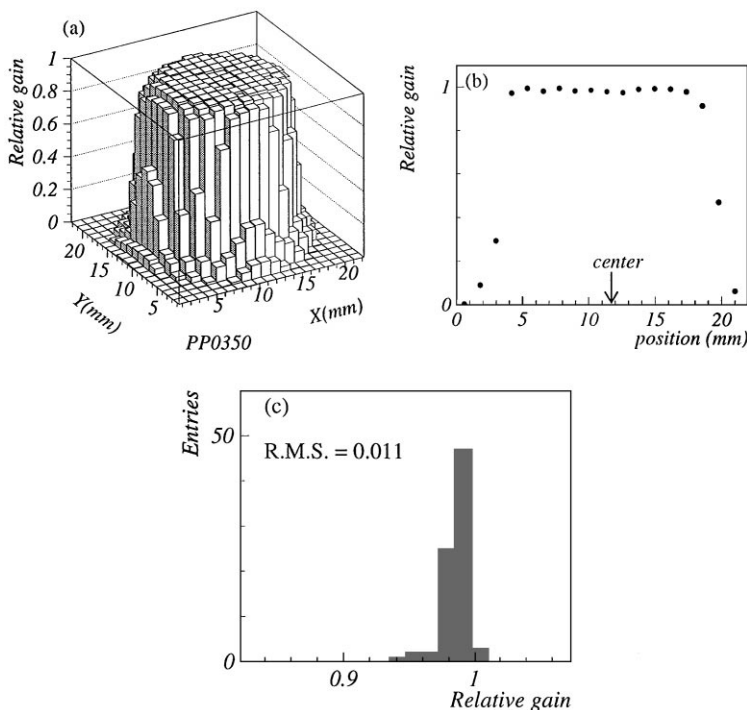 (a)
Relative gain
1
0.8
0.6
0.4
0.2
0
20
15
10
5
Y(mm)
5
10
15
20
X(mm)
PP0350
(b)
Relative gain
1
0
center
0
5
10
15
20
position (mm)
(c)
Entries
50
0
R.M.S. = 0.011
0.9
1
Relative gain